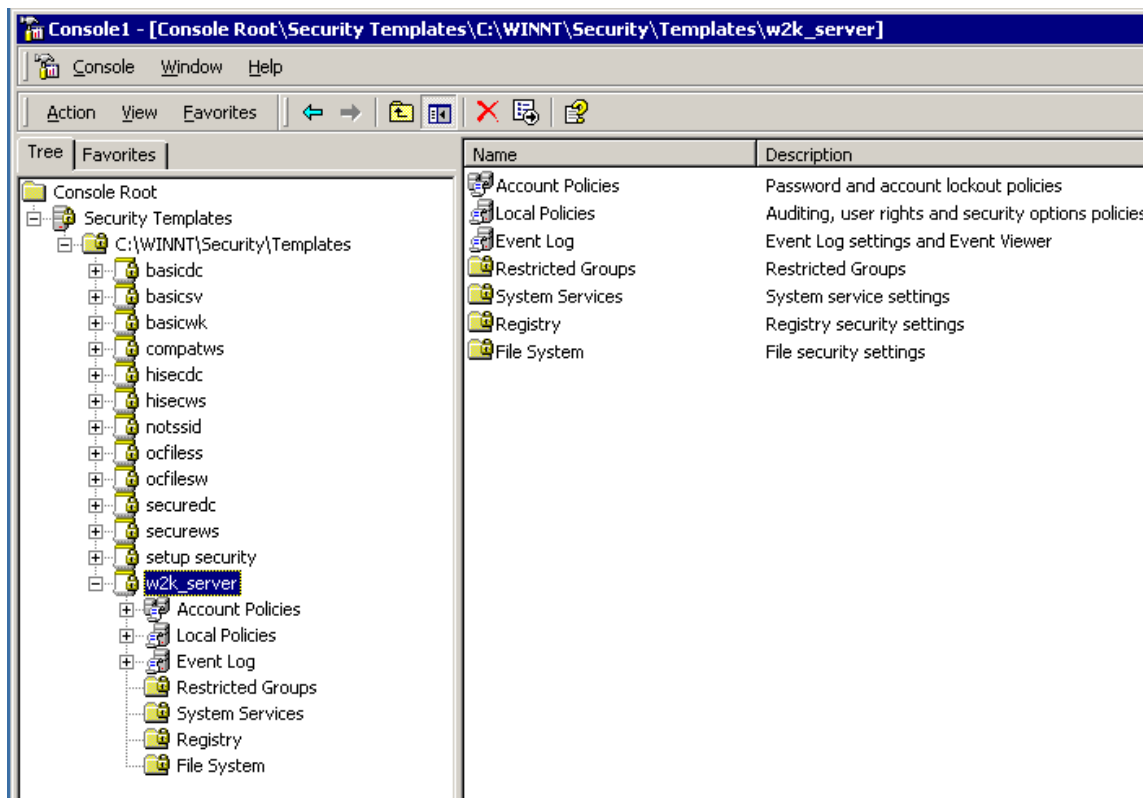 Console1 - [Console Root\Security Templates\C:\WINNT\Security\Templates\w2k_server]
Console Window Help
Action View Favorites
Tree Favorites
Console Root
Security Templates
C:\WINNT\Security\Templates
basicdc
basicsv
basicwk
compatws
hisecdc
hisecws
notssid
ocfiless
ocfilesw
securedc
securews
setup security
w2k_server
Account Policies
Local Policies
Event Log
Restricted Groups
System Services
Registry
File System
Name Description
Account Policies Password and account lockout policies
Local Policies Auditing, user rights and security options policies
Event Log Event Log settings and Event Viewer
Restricted Groups Restricted Groups
System Services System service settings
Registry Registry security settings
File System File security settings